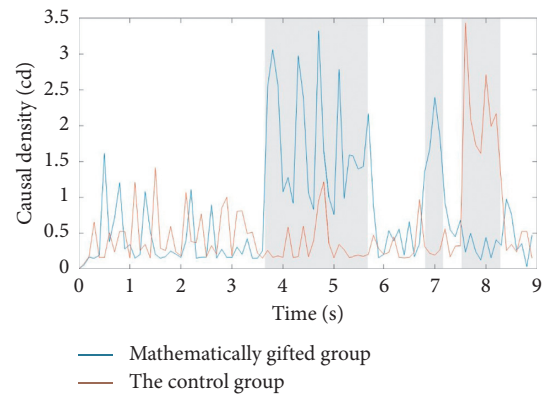 3.5
3
2.5
2
1.5
1
0.5
0
Causal density (cd)
0 1 2 3 4 5 6 7 8 9
Time (s)
Mathematically gifted group
The control group